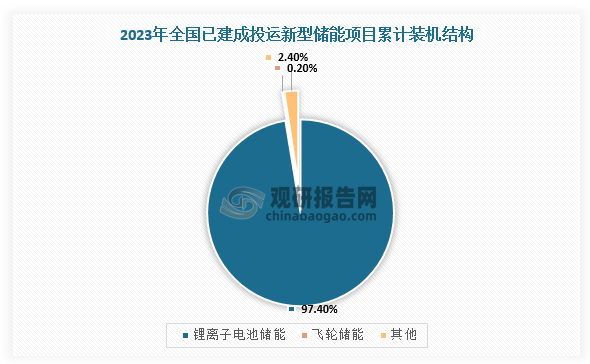 2023年全国已建成投运新型储能项目累计装机结构
2.40%
0.20%
观研报告网
chinabaogao.com
97.40%
锂离子电池储能 飞轮储能 其他